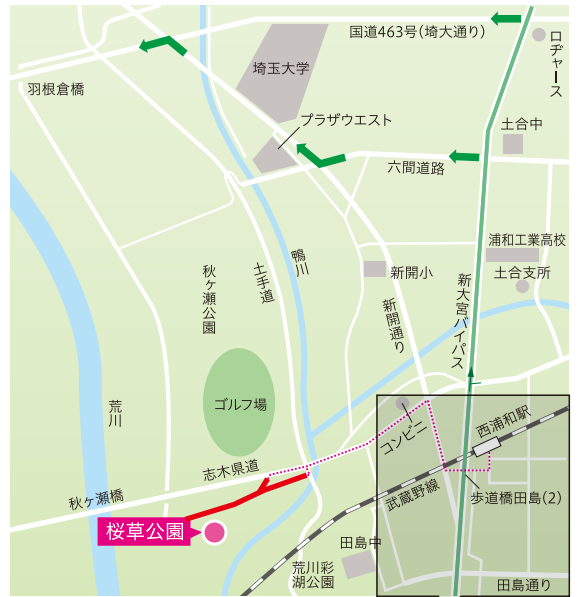 国道463号(埼大通り)
ロヂャース
埼玉大学
羽根倉橋
プラザウエスト
土合中
六間道路
浦和工業高校
土合支所
新開小
鴨川
土手道
秋ヶ瀬公園
新開通り
新大宮バイパス
荒川
ゴルフ場
コンビニ
西浦和駅
志木県道
武蔵野線
秋ヶ瀬橋
歩道橋田島(2)
桜草公園
田島中
荒川彩
湖公園
田島通り